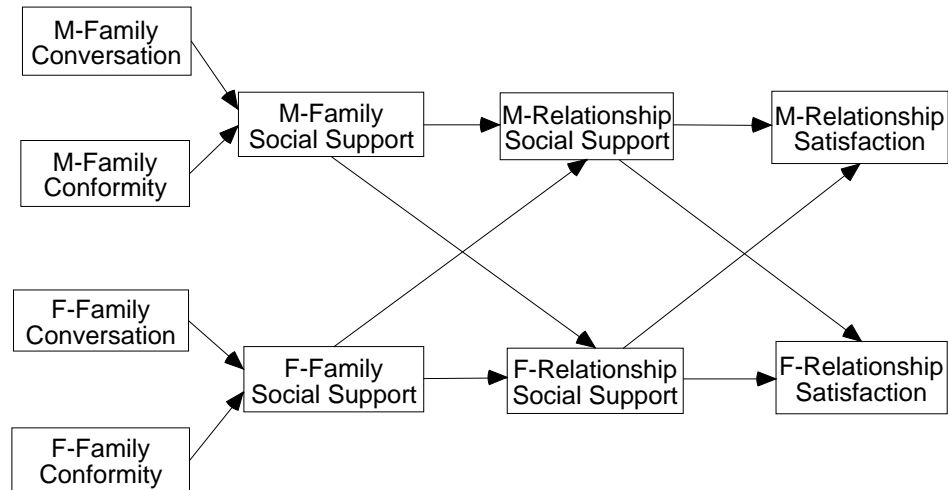 M-Family
Conversation
M-Family
Social Support
M-Relationship
Social Support
M-Relationship
Satisfaction
M-Family
Conformity
F-Family
Conversation
F-Family
Social Support
F-Relationship
Social Support
F-Relationship
Satisfaction
F-Family
Conformity